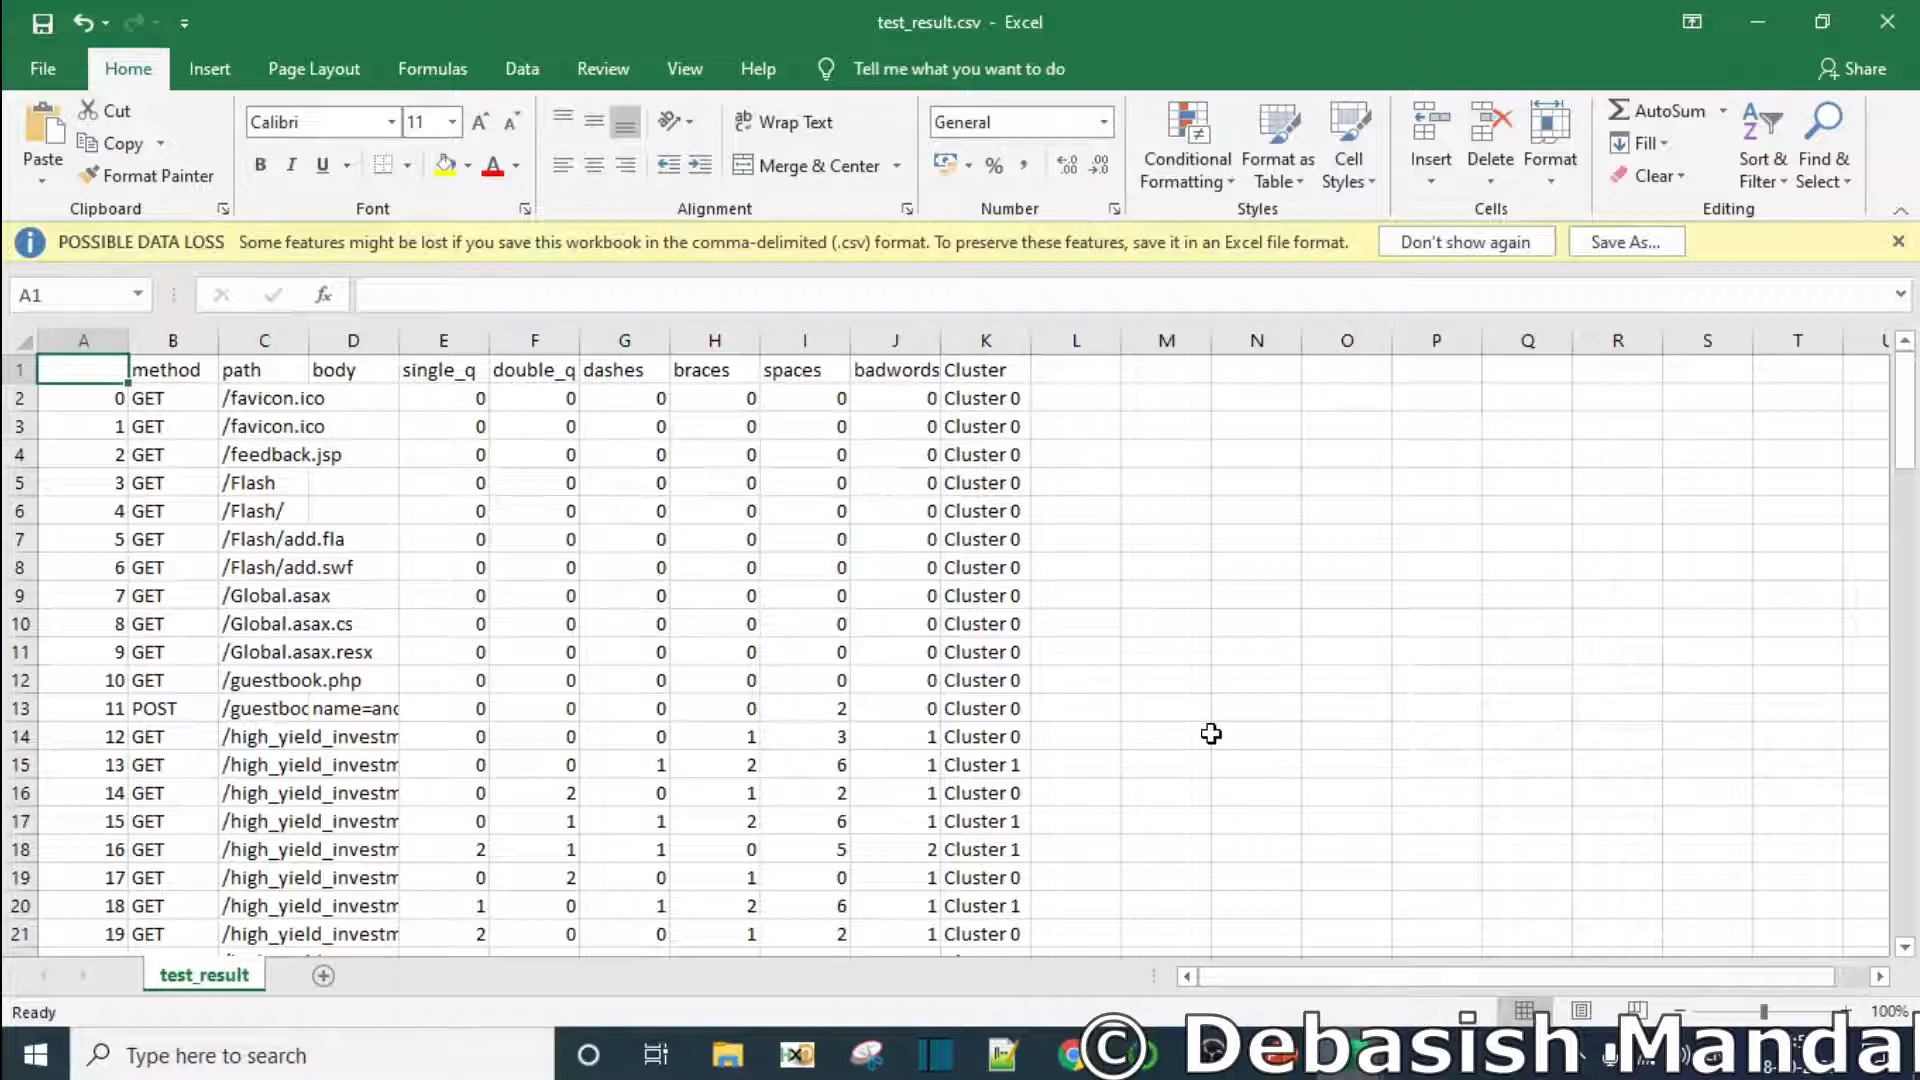 test_result.csv - Excel
File Home Insert Page Layout Formulas Data Review View Help Tell me what you want to do Share
Paste
Cut
Copy
Format Painter
Clipboard
Calibri 11
B I U A
Font
Wrap Text
Merge & Center
Alignment
General
% ,
Number
Conditional Formatting
Format as Table
Cell Styles
Styles
Insert Delete Format
Cells
AutoSum
Fill
Clear
Sort & Filter
Find & Select
Editing
POSSIBLE DATA LOSS Some features might be lost if you save this workbook in the comma-delimited (.csv) format. To preserve these features, save it in an Excel file format. Don't show again Save As...
A1 fx
A B C D E F G H I J K L M N O P Q R S T
1 method path body single_q double_q dashes braces spaces badwords Cluster
2 0 GET /favicon.ico 0 0 0 0 0 0 Cluster 0
3 1 GET /favicon.ico 0 0 0 0 0 0 Cluster 0
4 2 GET /feedback.jsp 0 0 0 0 0 0 Cluster 0
5 3 GET /Flash 0 0 0 0 0 0 Cluster 0
6 4 GET /Flash/ 0 0 0 0 0 0 Cluster 0
7 5 GET /Flash/add.fla 0 0 0 0 0 0 Cluster 0
8 6 GET /Flash/add.swf 0 0 0 0 0 0 Cluster 0
9 7 GET /Global.asax 0 0 0 0 0 0 Cluster 0
10 8 GET /Global.asax.cs 0 0 0 0 0 0 Cluster 0
11 9 GET /Global.asax.resx 0 0 0 0 0 0 Cluster 0
12 10 GET /guestbook.php 0 0 0 0 0 0 Cluster 0
13 11 POST /guestboo name=and 0 0 0 0 2 0 Cluster 0
14 12 GET /high_yield_investm 0 0 0 1 3 1 Cluster 0
15 13 GET /high_yield_investm 0 0 1 2 6 1 Cluster 1
16 14 GET /high_yield_investm 0 2 0 1 2 1 Cluster 0
17 15 GET /high_yield_investm 0 1 1 2 6 1 Cluster 1
18 16 GET /high_yield_investm 2 1 1 0 5 2 Cluster 1
19 17 GET /high_yield_investm 0 2 0 1 0 1 Cluster 0
20 18 GET /high_yield_investm 1 0 1 2 6 1 Cluster 1
21 19 GET /high_yield_investm 2 0 0 1 2 1 Cluster 0
test_result
Ready 100%
Type here to search
© Debasish Mandal